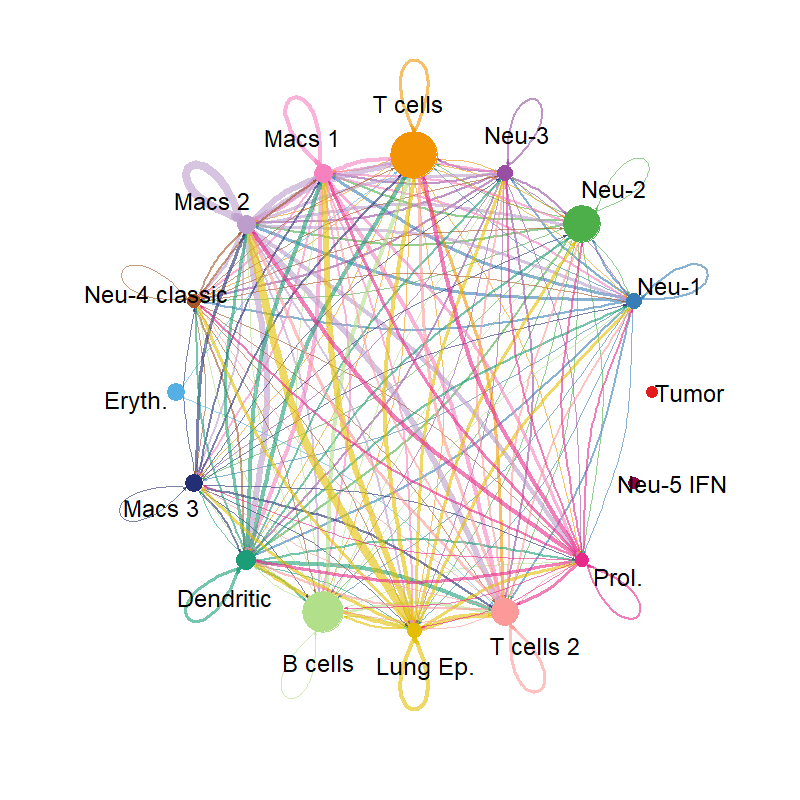 T cells
Macs 1
Neu-3
Neu-2
Macs 2
Neu-1
Neu-4 classic
Tumor
Eryth.
Neu-5 IFN
Macs 3
Prol.
Dendritic
T cells 2
B cells
Lung Ep.